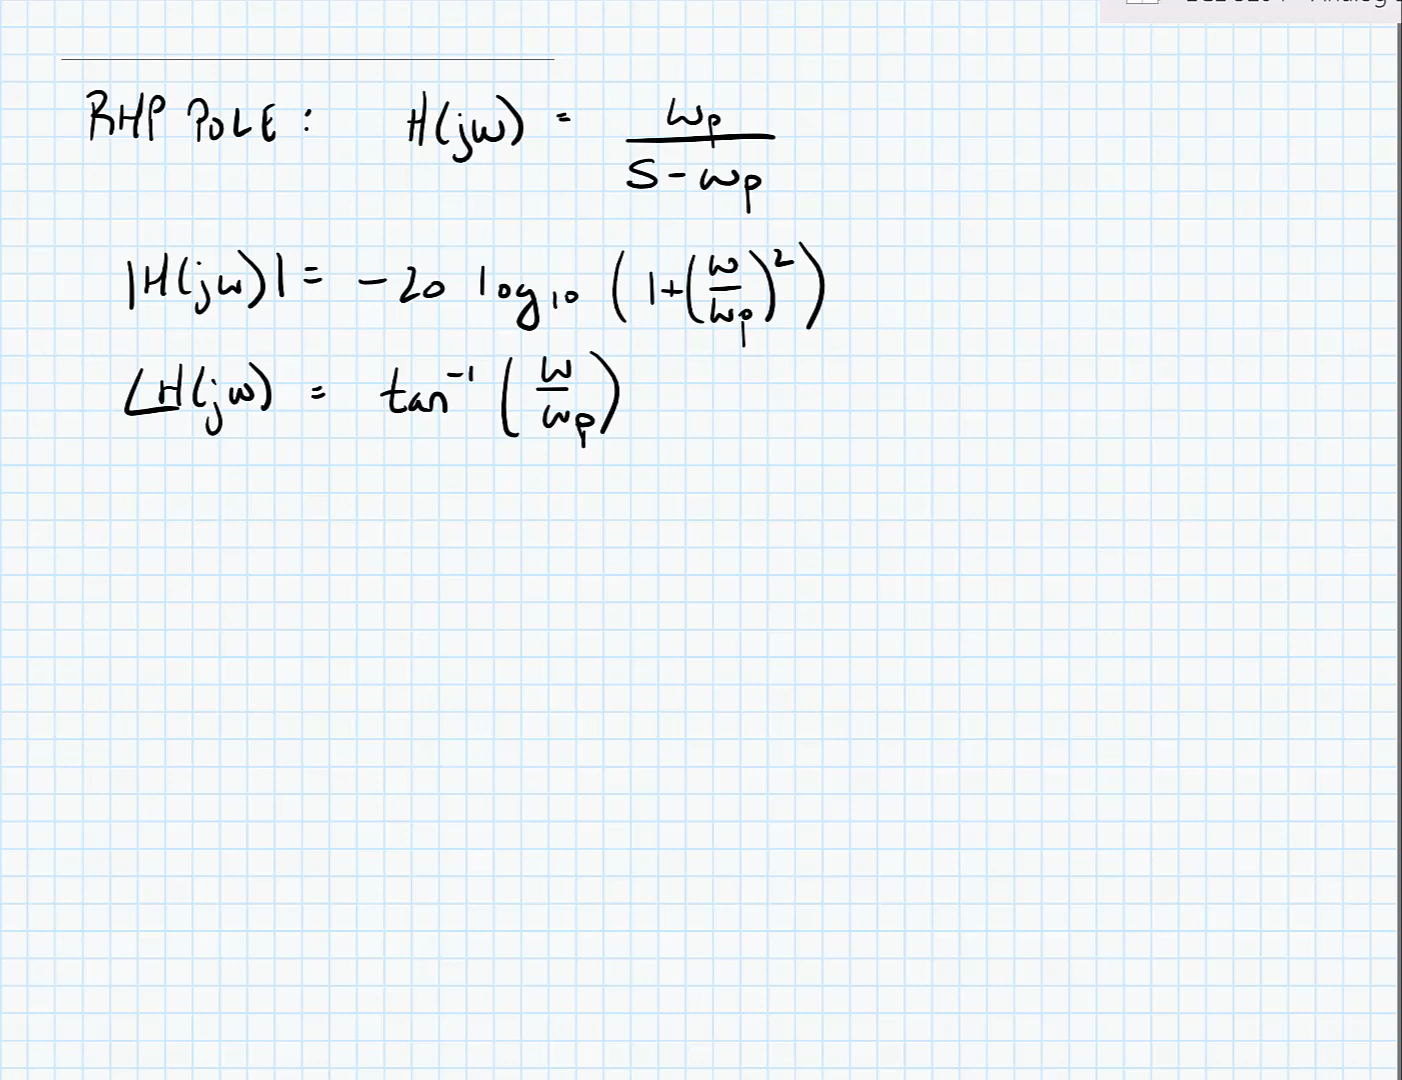 RHP POLE : H(jω) = ωp / (S - ωp)
|H(jω)| = - 20 log10 (1+(ω/ωp)^2)
∠H(jω) = tan^-1 (ω/ωp)